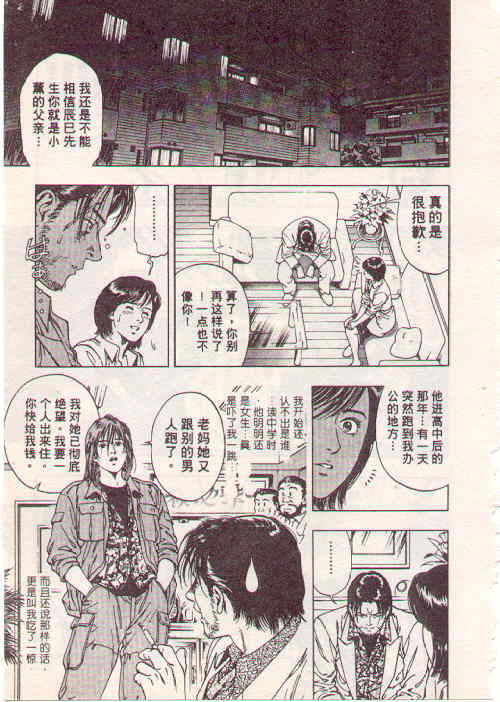 我还是不能
相信辰巳先
生你就是小
薰的父亲…
真的是
很抱歉…
算了，你别
再这样说了
！一点也不
像你！
………
他进高中后的
那年…有一天
突然跑到我办
公的地方…
我开始还
认不出是谁
…读中学时
，他明明还
是女生…真
是吓了我一
跳…
老妈她又
跟别的男
人跑了。
我对她已彻底
绝望。我要一
个人出来住。
你快给我钱。
而且还说那样的话，
更是叫我吃了一惊…
………